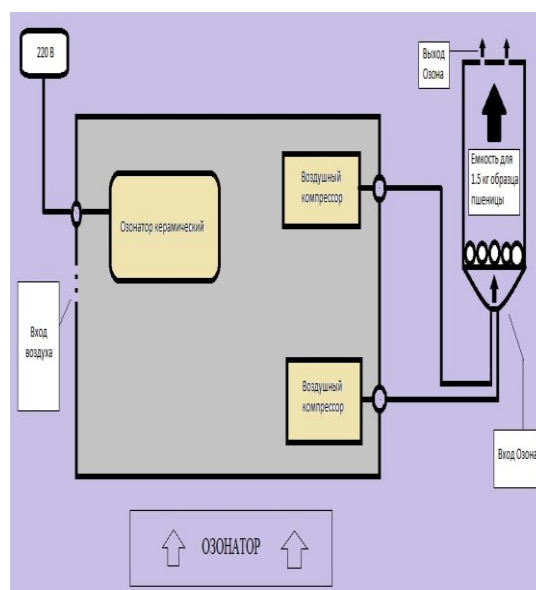 220 В
Выход
Озона
Емкость для
1.5 кг образца
пшеницы
Воздушный
компрессор
Озонатор керамический
Вход
воздуха
Воздушный
компрессор
Вход Озона
ОЗОНАТОР